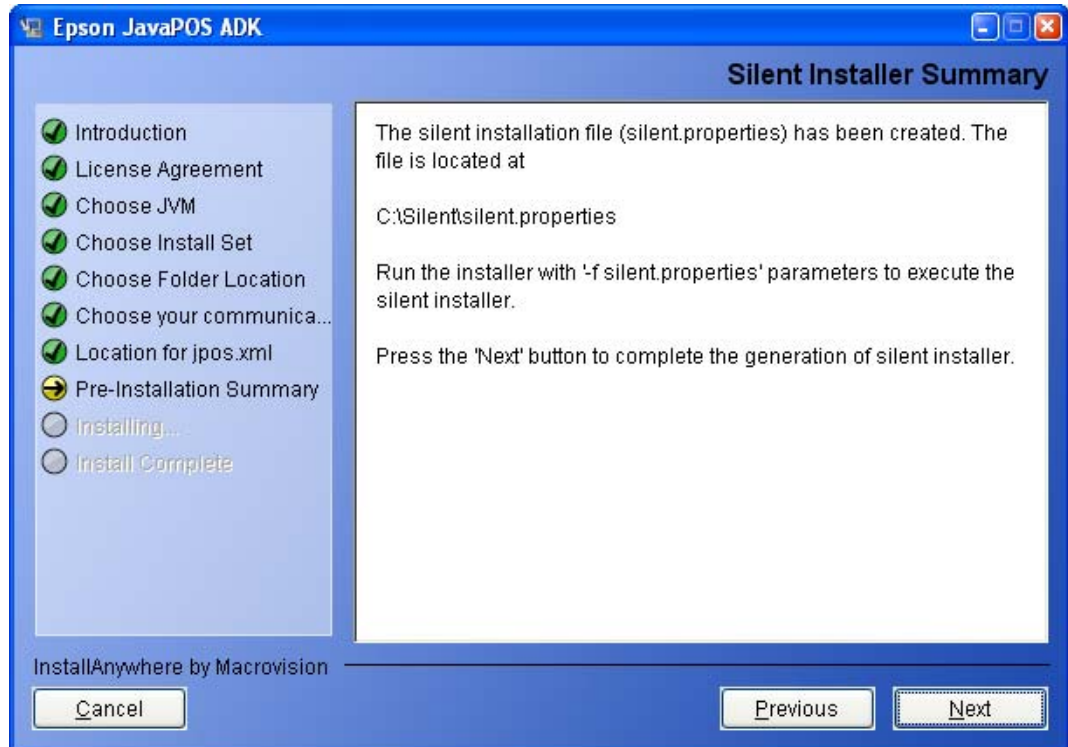 Epson JavaPOS ADK
Silent Installer Summary
Introduction
License Agreement
Choose JVM
Choose Install Set
Choose Folder Location
Choose your communica...
Location for jpos.xml
Pre-Installation Summary
Installing...
Install Complete
The silent installation file (silent.properties) has been created. The
file is located at
C:\Silent\silent.properties
Run the installer with '-f silent.properties' parameters to execute the
silent installer.
Press the 'Next' button to complete the generation of silent installer.
InstallAnywhere by Macrovision
Cancel
Previous
Next